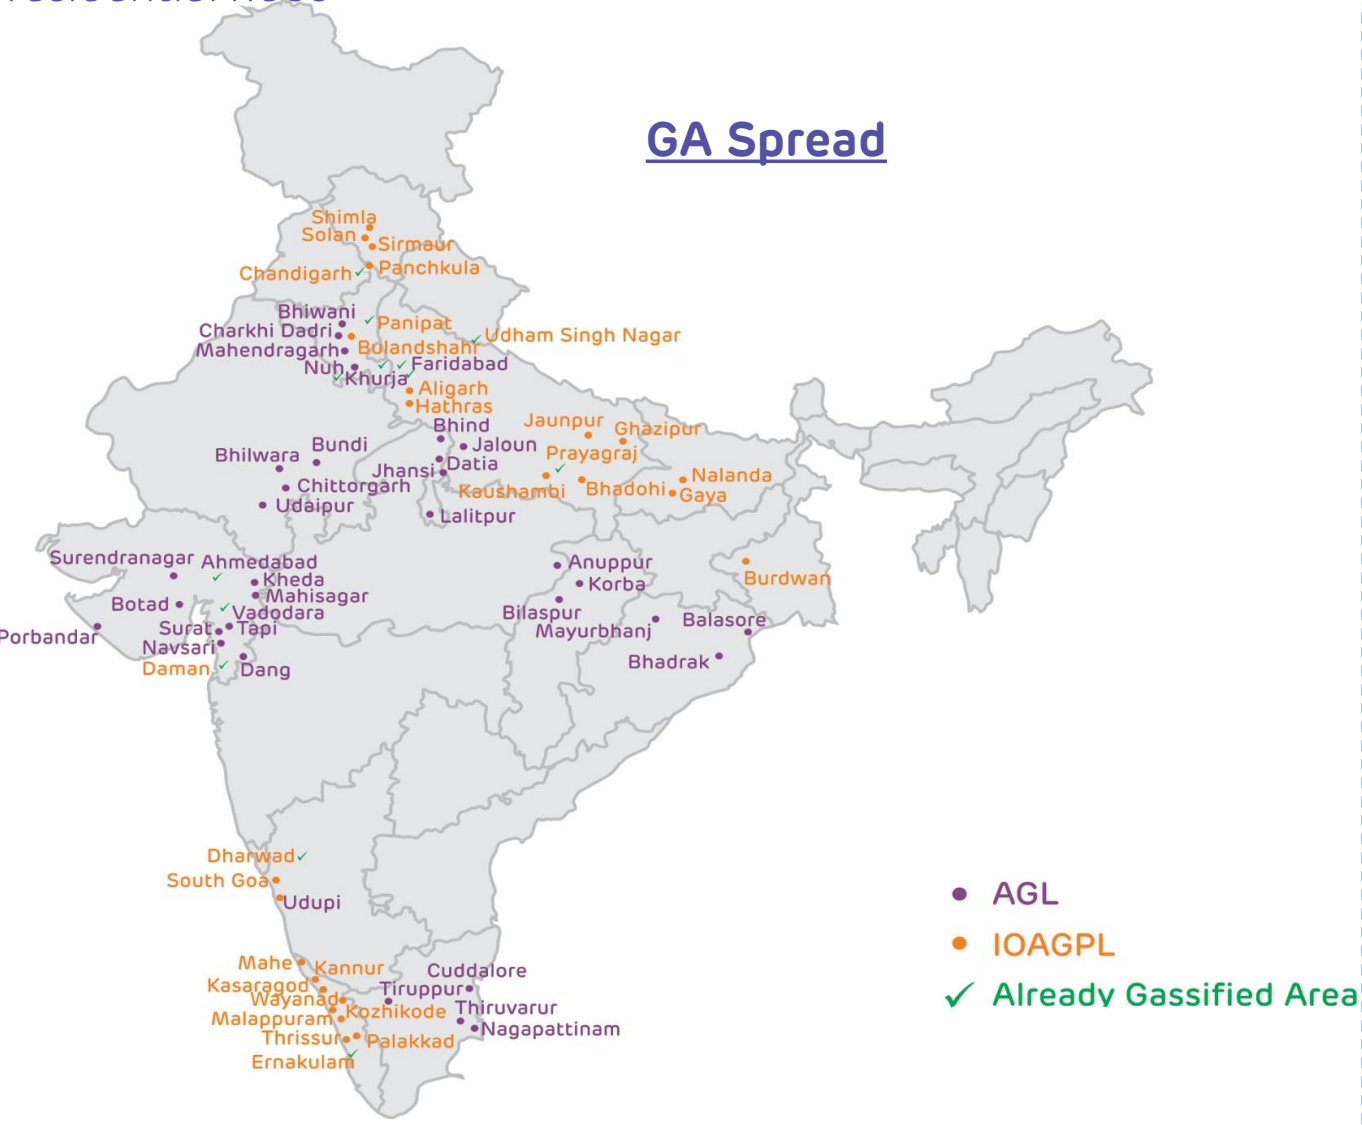 GA Spread
Shimla
Solan
Sirmaur
Panchkula
Chandigarh
Bhiwani
Panipat
Charkhi Dadri
Udham Singh Nagar
Bulandshahr
Mahendragarh
Faridabad
Nuh
Khurja
Aligarh
Hathras
Jaunpur
Bhind
Ghazipur
Bundi
Jaloun
Prayagraj
Bhilwara
Datia
Jhansi
Nalanda
Chittorgarh
Kaushambi
Bhadohi
Gaya
Udaipur
Lalitpur
Surendranagar
Ahmedabad
Anuppur
Kheda
Burdwan
Korba
Mahisagar
Botad
Vadodara
Bilaspur
Balasore
Surat
Tapi
Mayurbhanj
Porbandar
Navsari
Bhadrak
Daman
Dang
Dharwad
South Goa
Udupi
AGL
IOAGPL
Already Gassified Area
Mahe
Kannur
Cuddalore
Kasaragod
Tiruppur
Wayanad
Thiruvarur
Kozhikode
Malappuram
Nagapattinam
Thrissur
Palakkad
Ernakulam